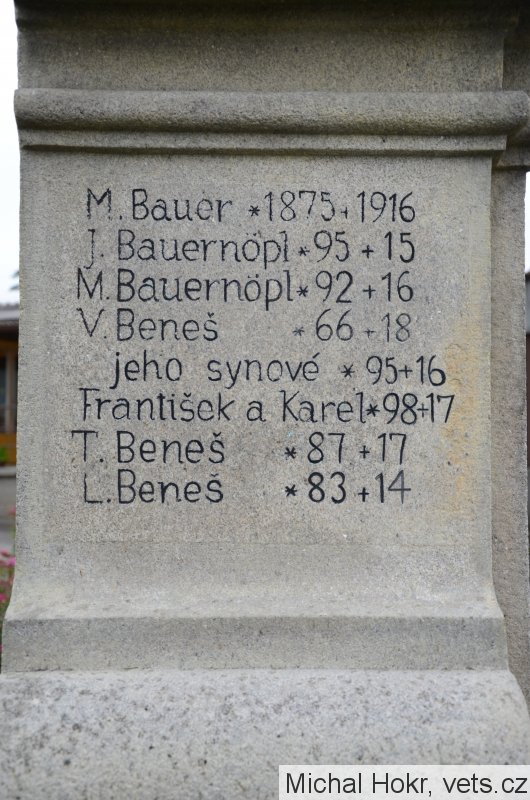 M. Bauer *1875+1916
J. Bauernöpl *95+15
M. Bauernöpl *92+16
V. Beneš *66+18
jeho synové *95+16
František a Karel *98+17
T. Beneš *87+17
L. Beneš *83+14
Michal Hokr, vets.cz